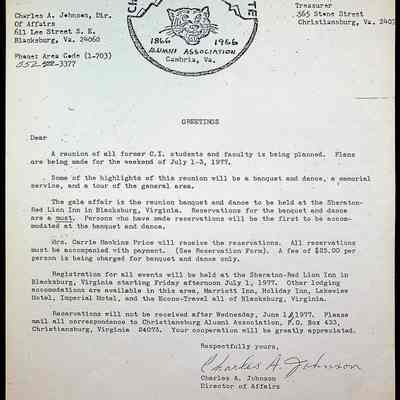 Charles A. Johnson, Dir.
Of Affairs
611 Lee Street S. E.
Blacksburg, Va. 24060
Phone: Area Code (1-703)
552-3377
1866 1966
ALUMNI ASSOCIATION
Cambria, Va.
Treasurer
365 Stone Street
Christiansburg, Va. 2407
GREETINGS
Dear
A reunion of all former C.I. students and faculty is being planned. Plans
are being made for the weekend of July 1-3, 1977.
Some of the highlights of this reunion will be a banquet and dance, a memorial
service, and a tour of the general area.
The gala affair is the reunion banquet and dance to be held at the Sheraton-
Red Lion Inn in Blacksburg, Virginia. Reservations for the banquet and dance
are a must. Persons who have made reservations will be the first to be accom-
modated at the banquet and dance.
Mrs. Carrie Hawkins Price will receive the reservations. All reservations
must be accompanied with payment. (See Reservation Form). A fee of $25.00 per
person is being charged for banquet and dance only.
Registration for all events will be held at the Sheraton-Red Lion Inn in
Blacksburg, Virginia starting Friday afternoon July 1, 1977. Other lodging
accomodations are available in this area, Marriott Inn, Holiday Inn, Lakeview
Hotel, Imperial Hotel, and the Econo-Travel all of Blacksburg, Virginia.
Reservations will not be received after Wednesday, June 1, 1977. Please
mail all correspondence to Christiansburg Alumni Association, P.O. Box 433,
Christiansburg, Virginia 24073. Your cooperation will be greatly appreciated.
Respectfully yours,
Charles A. Johnson
Charles A. Johnson
Director of Affairs